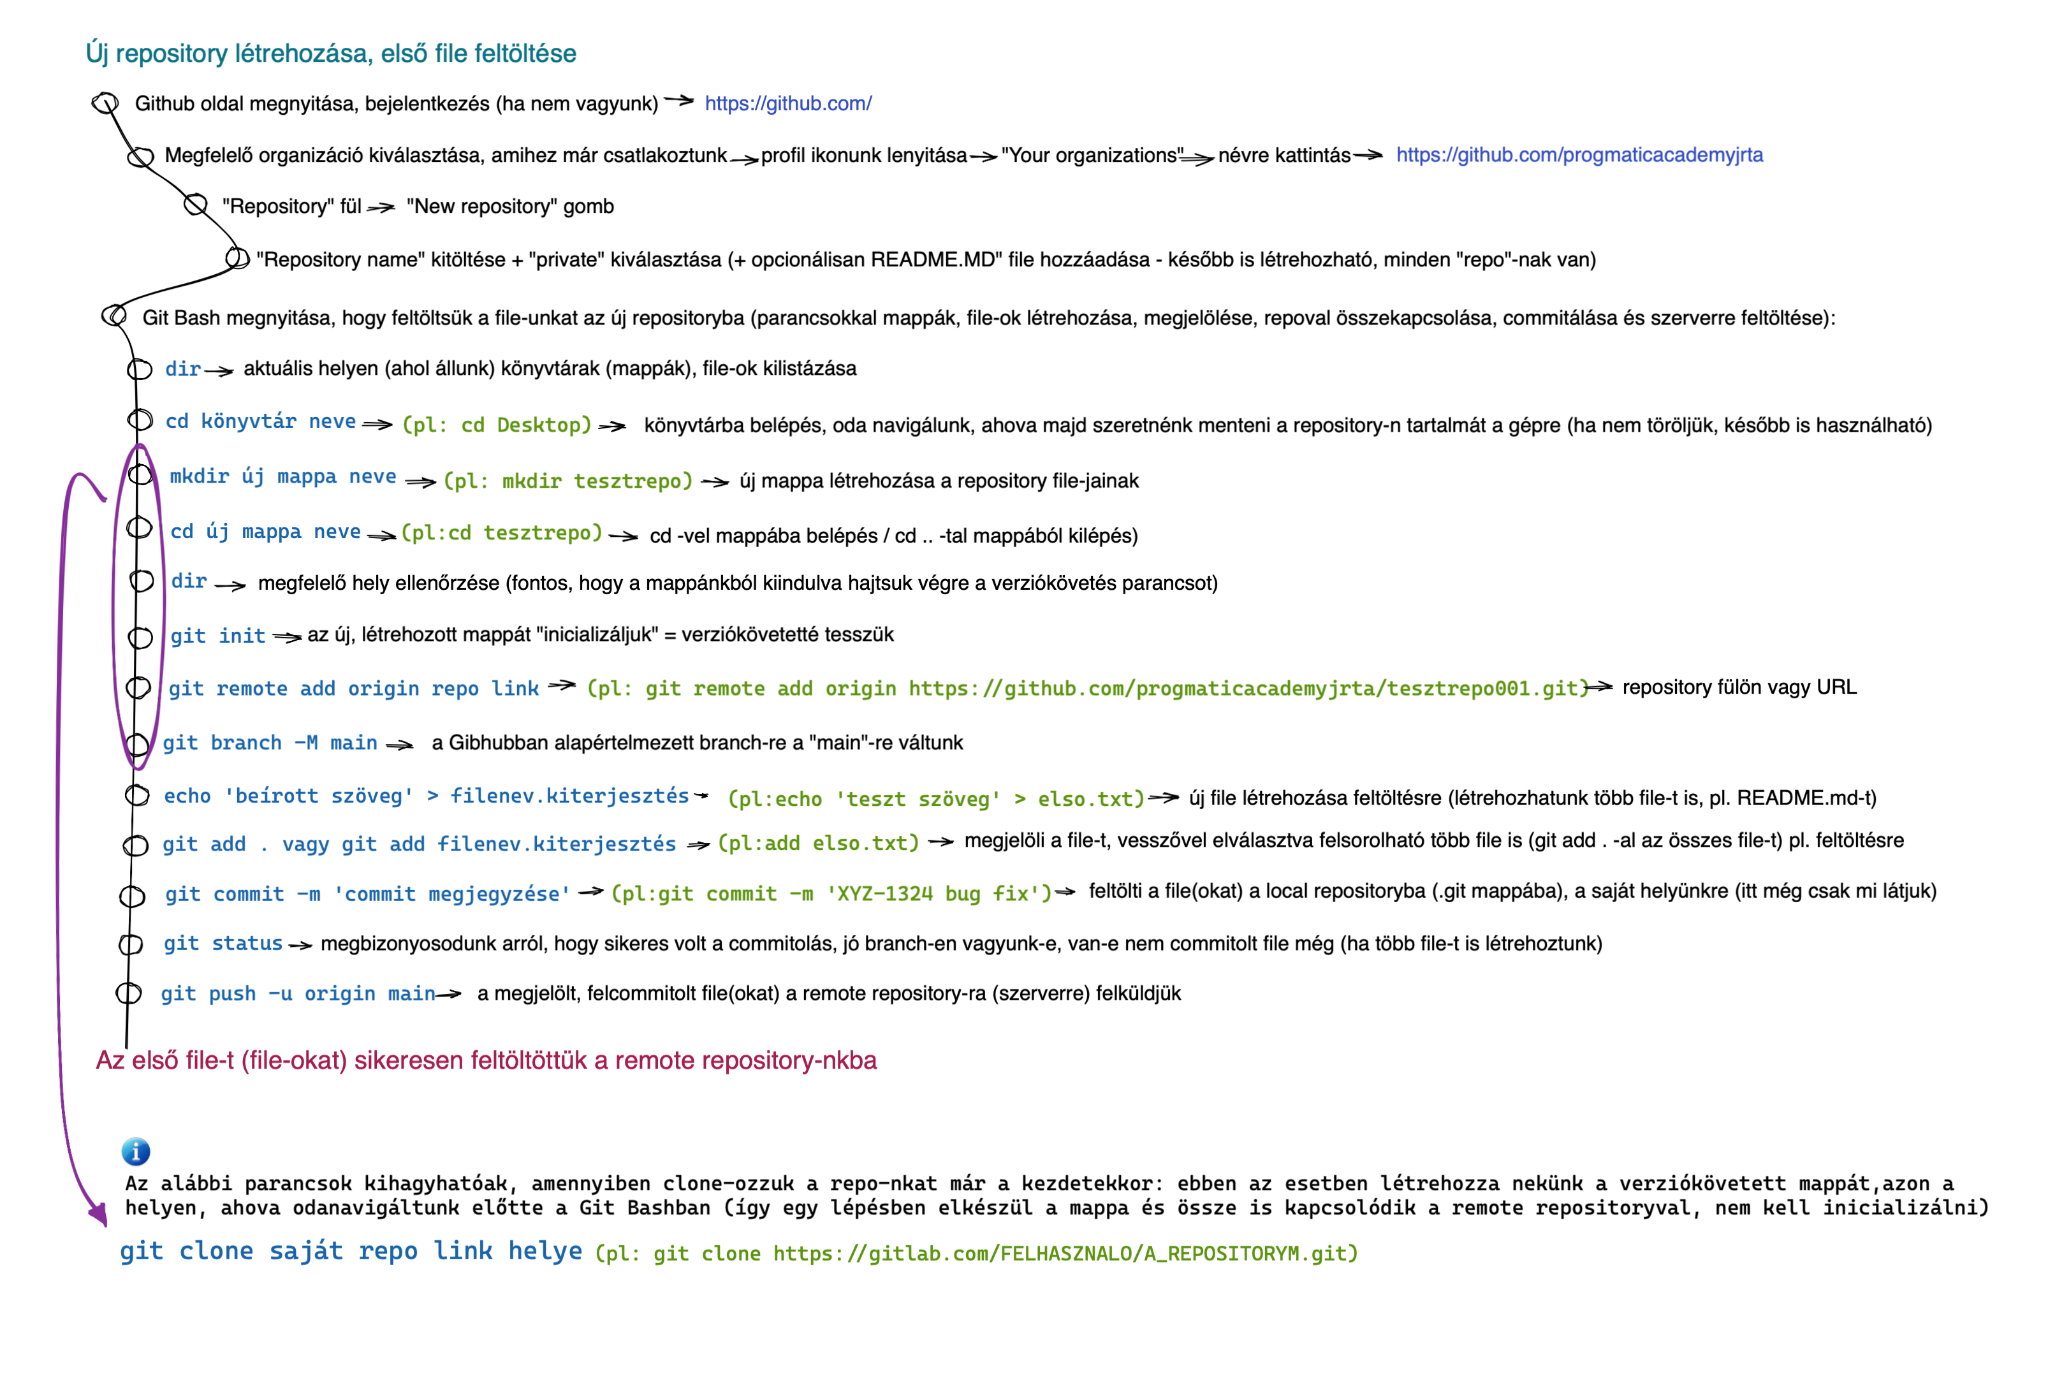 Új repository létrehozása, első file feltöltése
Github oldal megnyitása, bejelentkezés (ha nem vagyunk) https://github.com/
Megfelelő organizáció kiválasztása, amihez már csatlakoztunk profil ikonunk lenyitása "Your organizations" névre kattintás https://github.com/progmaticacademyjrta
"Repository" fül "New repository" gomb
"Repository name" kitöltése + "private" kiválasztása (+ opcionálisan README.MD" file hozzáadása - később is létrehozható, minden "repo"-nak van)
Git Bash megnyitása, hogy feltöltsük a file-unkat az új repositoryba (parancsokkal mappák, file-ok létrehozása, megjelölése, repoval összekapcsolása, commitálása és szerverre feltöltése):
dir aktuális helyen (ahol állunk) könyvtárak (mappák), file-ok kilistázása
cd könyvtár neve (pl: cd Desktop) könyvtárba belépés, oda navigálunk, ahova majd szeretnénk menteni a repository-n tartalmát a gépre (ha nem töröljük, később is használható)
mkdir új mappa neve (pl: mkdir tesztrepo) új mappa létrehozása a repository file-jainak
cd új mappa neve (pl:cd tesztrepo) cd -vel mappába belépés / cd .. -tal mappából kilépés)
dir megfelelő hely ellenőrzése (fontos, hogy a mappánkból kiindulva hajtsuk végre a verziókövetés parancsot)
git init az új, létrehozott mappát "inicializáljuk" = verziókövetetté tesszük
git remote add origin repo link (pl: git remote add origin https://github.com/progmaticacademyjrta/tesztrepo001.git) repository fülön vagy URL
git branch -M main a Gibhubban alapértelmezett branch-re a "main"-re váltunk
echo 'beírott szöveg' > filenev.kiterjesztés (pl:echo 'teszt szöveg' > elso.txt) új file létrehozása feltöltésre (létrehozhatunk több file-t is, pl. README.md-t)
git add . vagy git add filenev.kiterjesztés (pl:add elso.txt) megjelöli a file-t, vesszővel elválasztva felsorolható több file is (git add . -al az összes file-t) pl. feltöltésre
git commit -m 'commit megjegyzése' (pl:git commit -m 'XYZ-1324 bug fix') feltölti a file(okat) a local repositoryba (.git mappába), a saját helyünkre (itt még csak mi látjuk)
git status megbizonyosodunk arról, hogy sikeres volt a commitolás, jó branch-en vagyunk-e, van-e nem commitolt file még (ha több file-t is létrehoztunk)
git push -u origin main a megjelölt, felcommitolt file(okat) a remote repository-ra (szerverre) felküldjük
Az első file-t (file-okat) sikeresen feltöltöttük a remote repository-nkba
i
Az alábbi parancsok kihagyhatóak, amennyiben clone-ozzuk a repo-nkat már a kezdetekkor: ebben az esetben létrehozza nekünk a verziókövetett mappát,azon a
helyen, ahova odanavigáltunk előtte a Git Bashban (így egy lépésben elkészül a mappa és össze is kapcsolódik a remote repositoryval, nem kell inicializálni)
git clone saját repo link helye (pl: git clone https://gitlab.com/FELHASZNALO/A_REPOSITORYM.git)